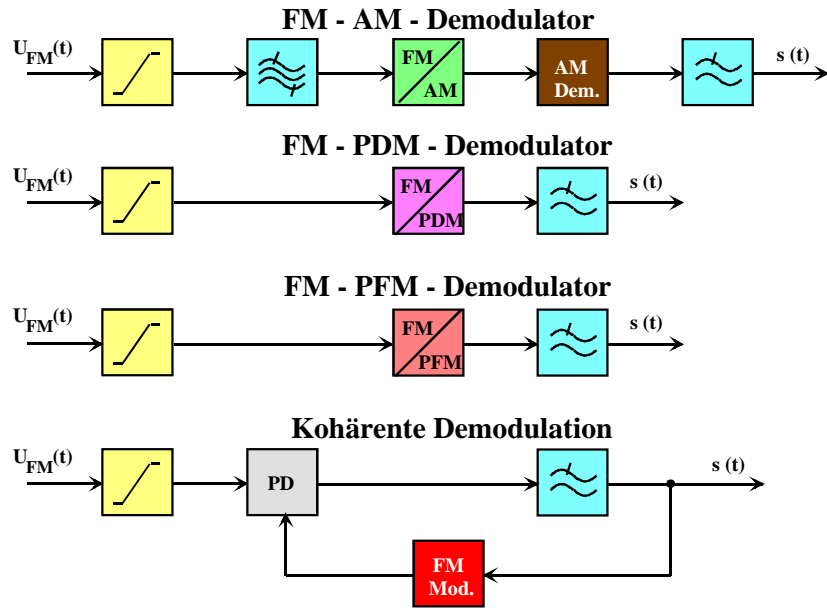 FM - AM - Demodulator
U_FM(t)
FM
AM
AM
Dem.
s (t)
FM - PDM - Demodulator
U_FM(t)
FM
PDM
s (t)
FM - PFM - Demodulator
U_FM(t)
FM
PFM
s (t)
Kohärente Demodulation
U_FM(t)
PD
s (t)
FM
Mod.